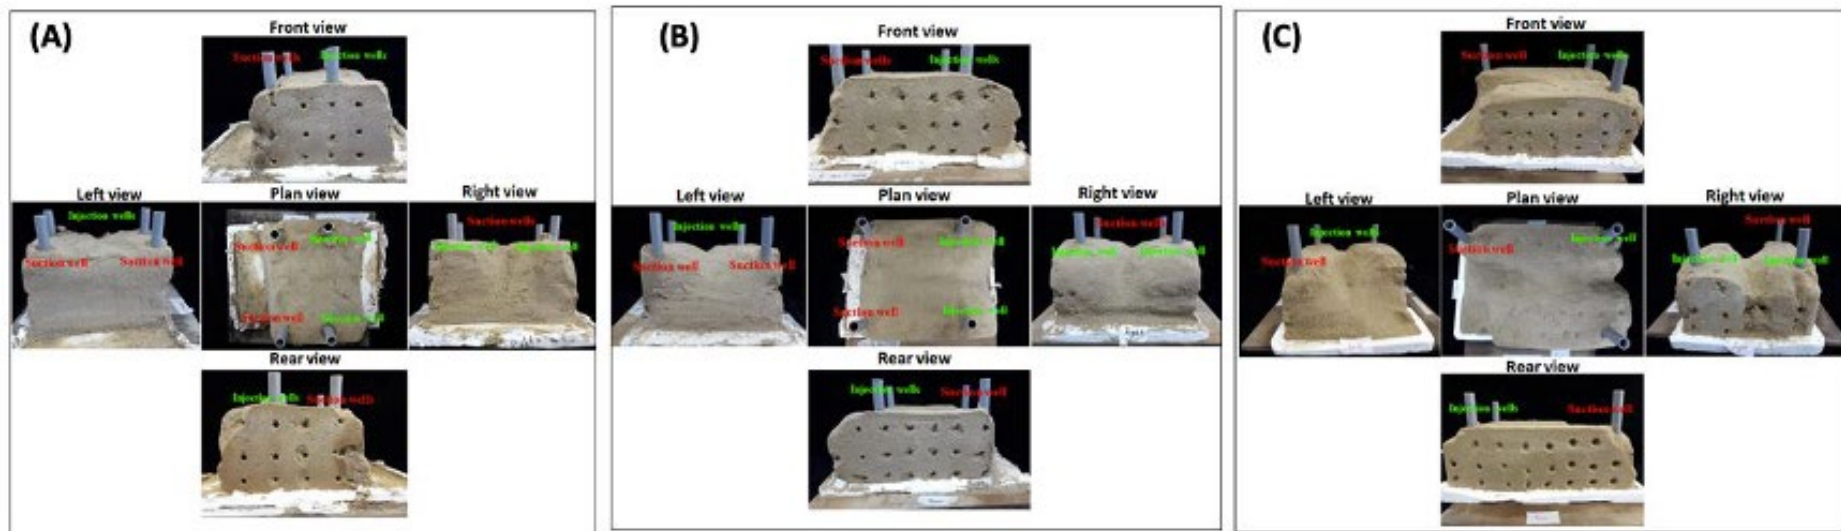 (A)
Front view
Suction wells
Injection wells
Left view
Injection wells
Suction well
Suction well
Plan view
Suction well
Injection well
Suction well
Injection well
Right view
Suction wells
Injection well
Injection well
Rear view
Injection wells
Suction wells
(B)
Front view
Suction wells
Injection wells
Left view
Injection wells
Suction well
Suction well
Plan view
Suction well
Injection well
Suction well
Injection well
Right view
Suction wells
Injection well
Injection well
Rear view
Injection wells
Suction well
(C)
Front view
Suction well
Injection wells
Left view
Injection wells
Suction well
Plan view
Suction well
Injection well
Right view
Suction well
Injection well
Injection well
Rear view
Injection wells
Suction well